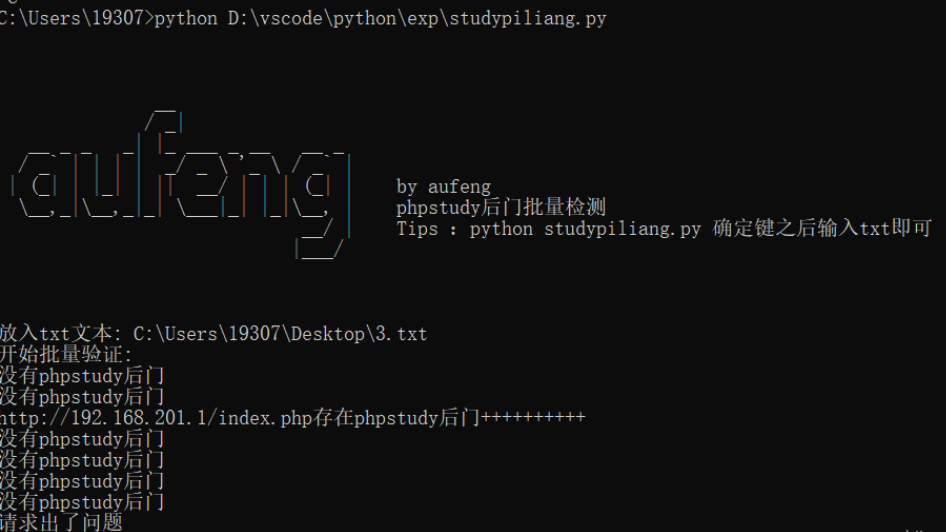 C:\Users\19307>python D:\vscode\python\exp\studypiliang.py
aufeng
by aufeng
phpstudy后门批量检测
Tips : python studypiliang.py 确定键之后输入txt即可
放入txt文本: C:\Users\19307\Desktop\3.txt
开始批量验证:
没有phpstudy后门
没有phpstudy后门
http://192.168.201.1/index.php存在phpstudy后门++++++++++
没有phpstudy后门
没有phpstudy后门
没有phpstudy后门
没有phpstudy后门
请求出了问题